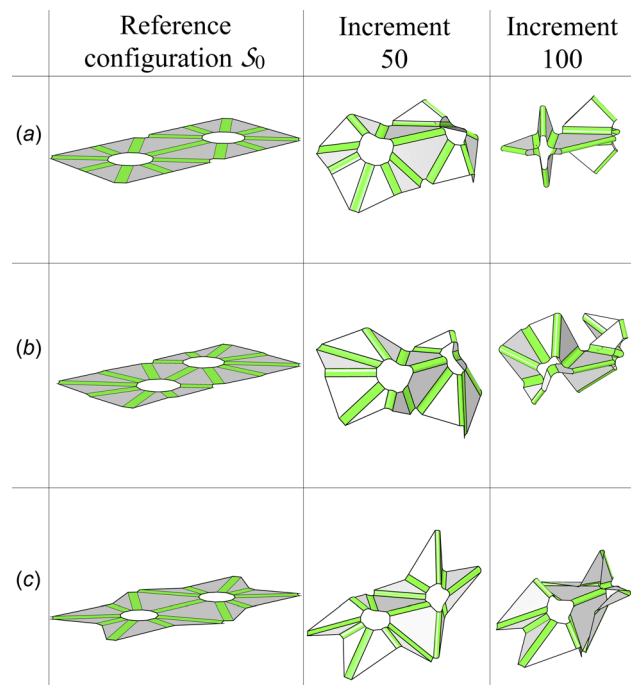 Reference
configuration 𝒮₀
Increment
50
Increment
100
(a)
(b)
(c)